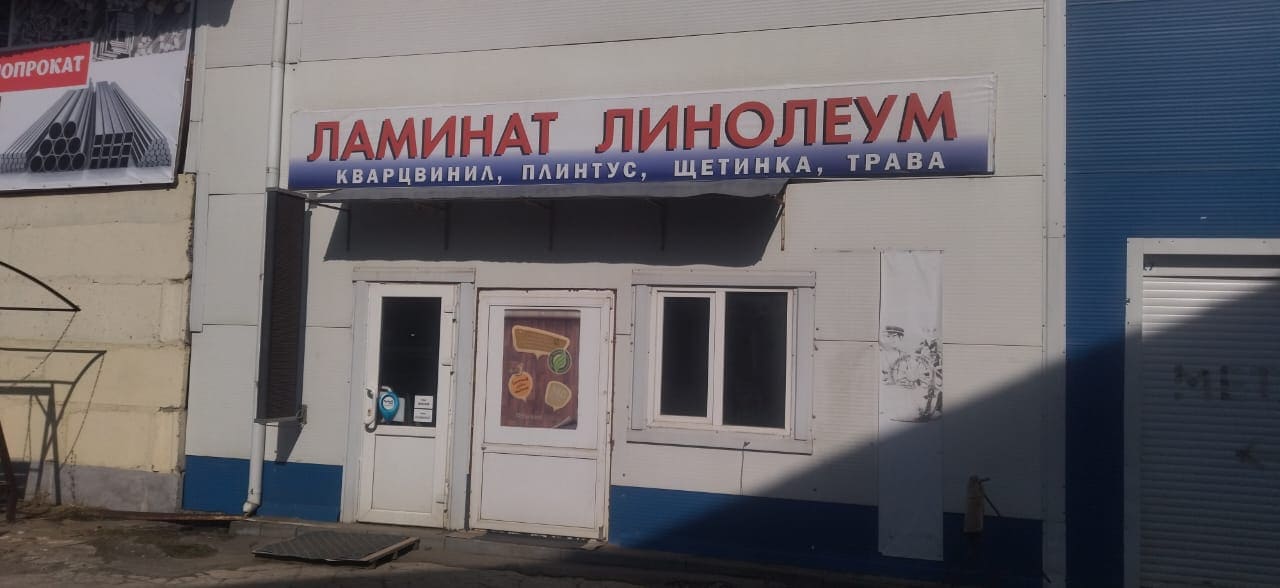 ОПРОКАТ
ЛАМИНАТ ЛИНОЛЕУМ
КВАРЦВИНИЛ, ПЛИНТУС, ЩЕТИНКА, ТРАВА